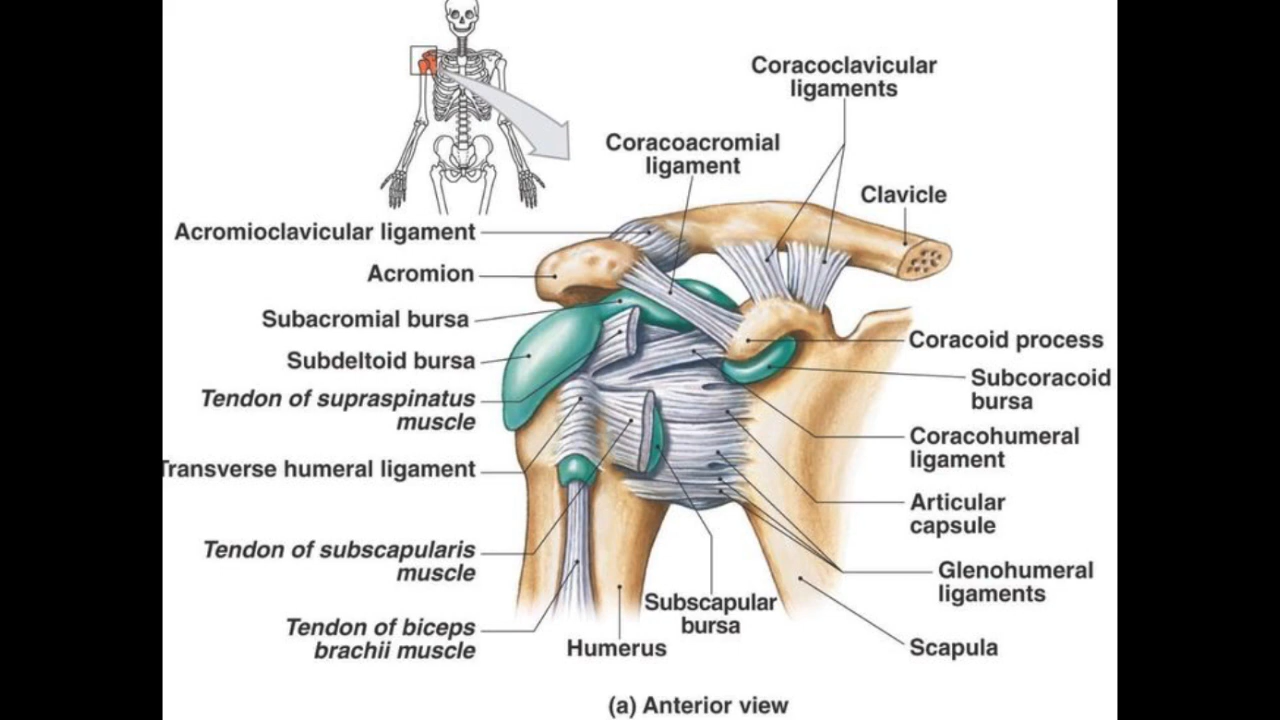 Coracoclavicular
ligaments
Coracoacromial
ligament
Clavicle
Acromioclavicular ligament
Acromion
Subacromial bursa
Subdeltoid bursa
Tendon of supraspinatus
muscle
Transverse humeral ligament
Tendon of subscapularis
muscle
Tendon of biceps
brachii muscle
Humerus
Subscapular
bursa
Coracoid process
Subcoracoid
bursa
Coracohumeral
ligament
Articular
capsule
Glenohumeral
ligaments
Scapula
(a) Anterior view